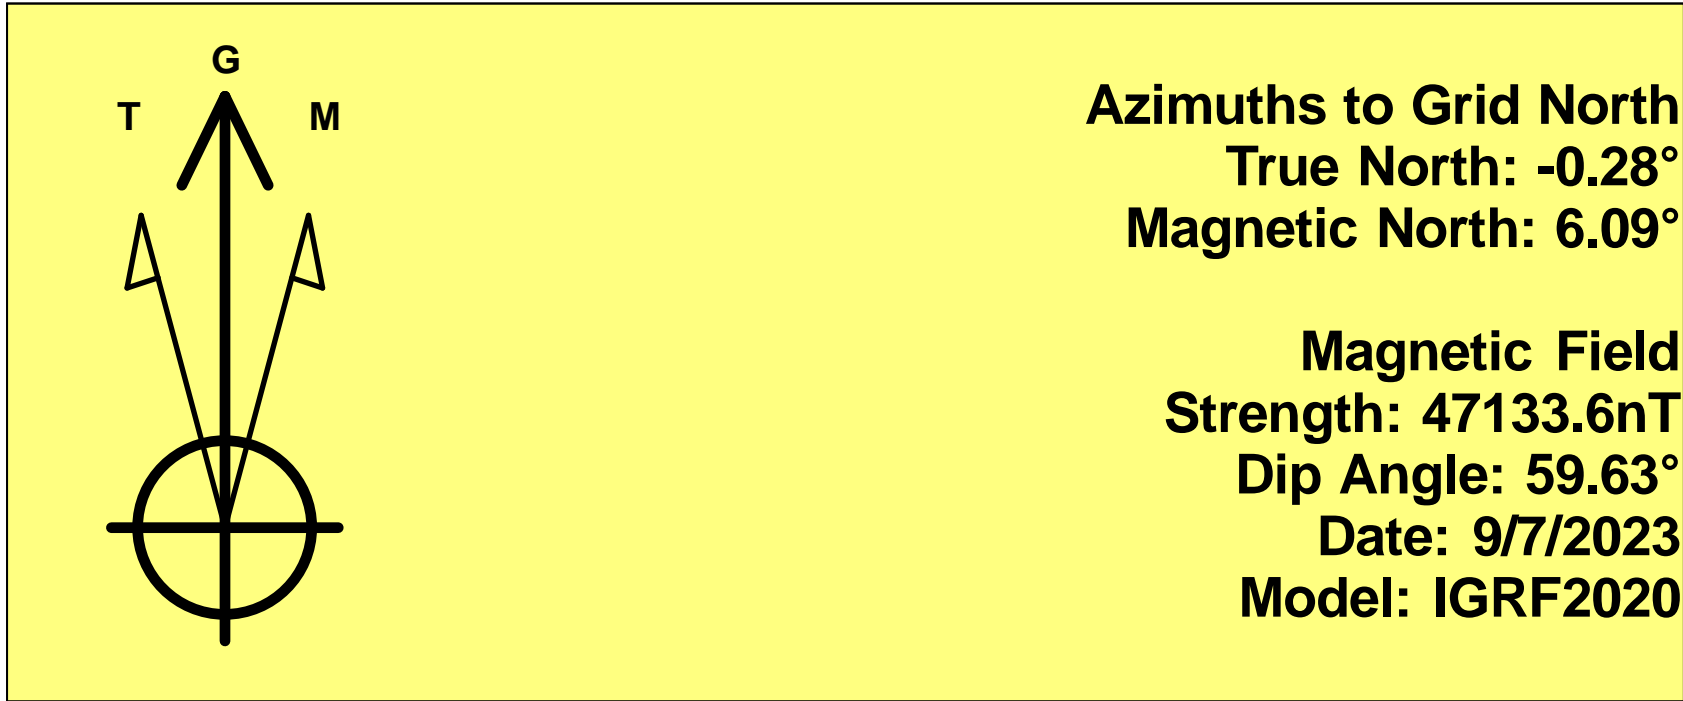 G
T
M
Azimuths to Grid North
True North: -0.28°
Magnetic North: 6.09°
Magnetic Field
Strength: 47133.6nT
Dip Angle: 59.63°
Date: 9/7/2023
Model: IGRF2020